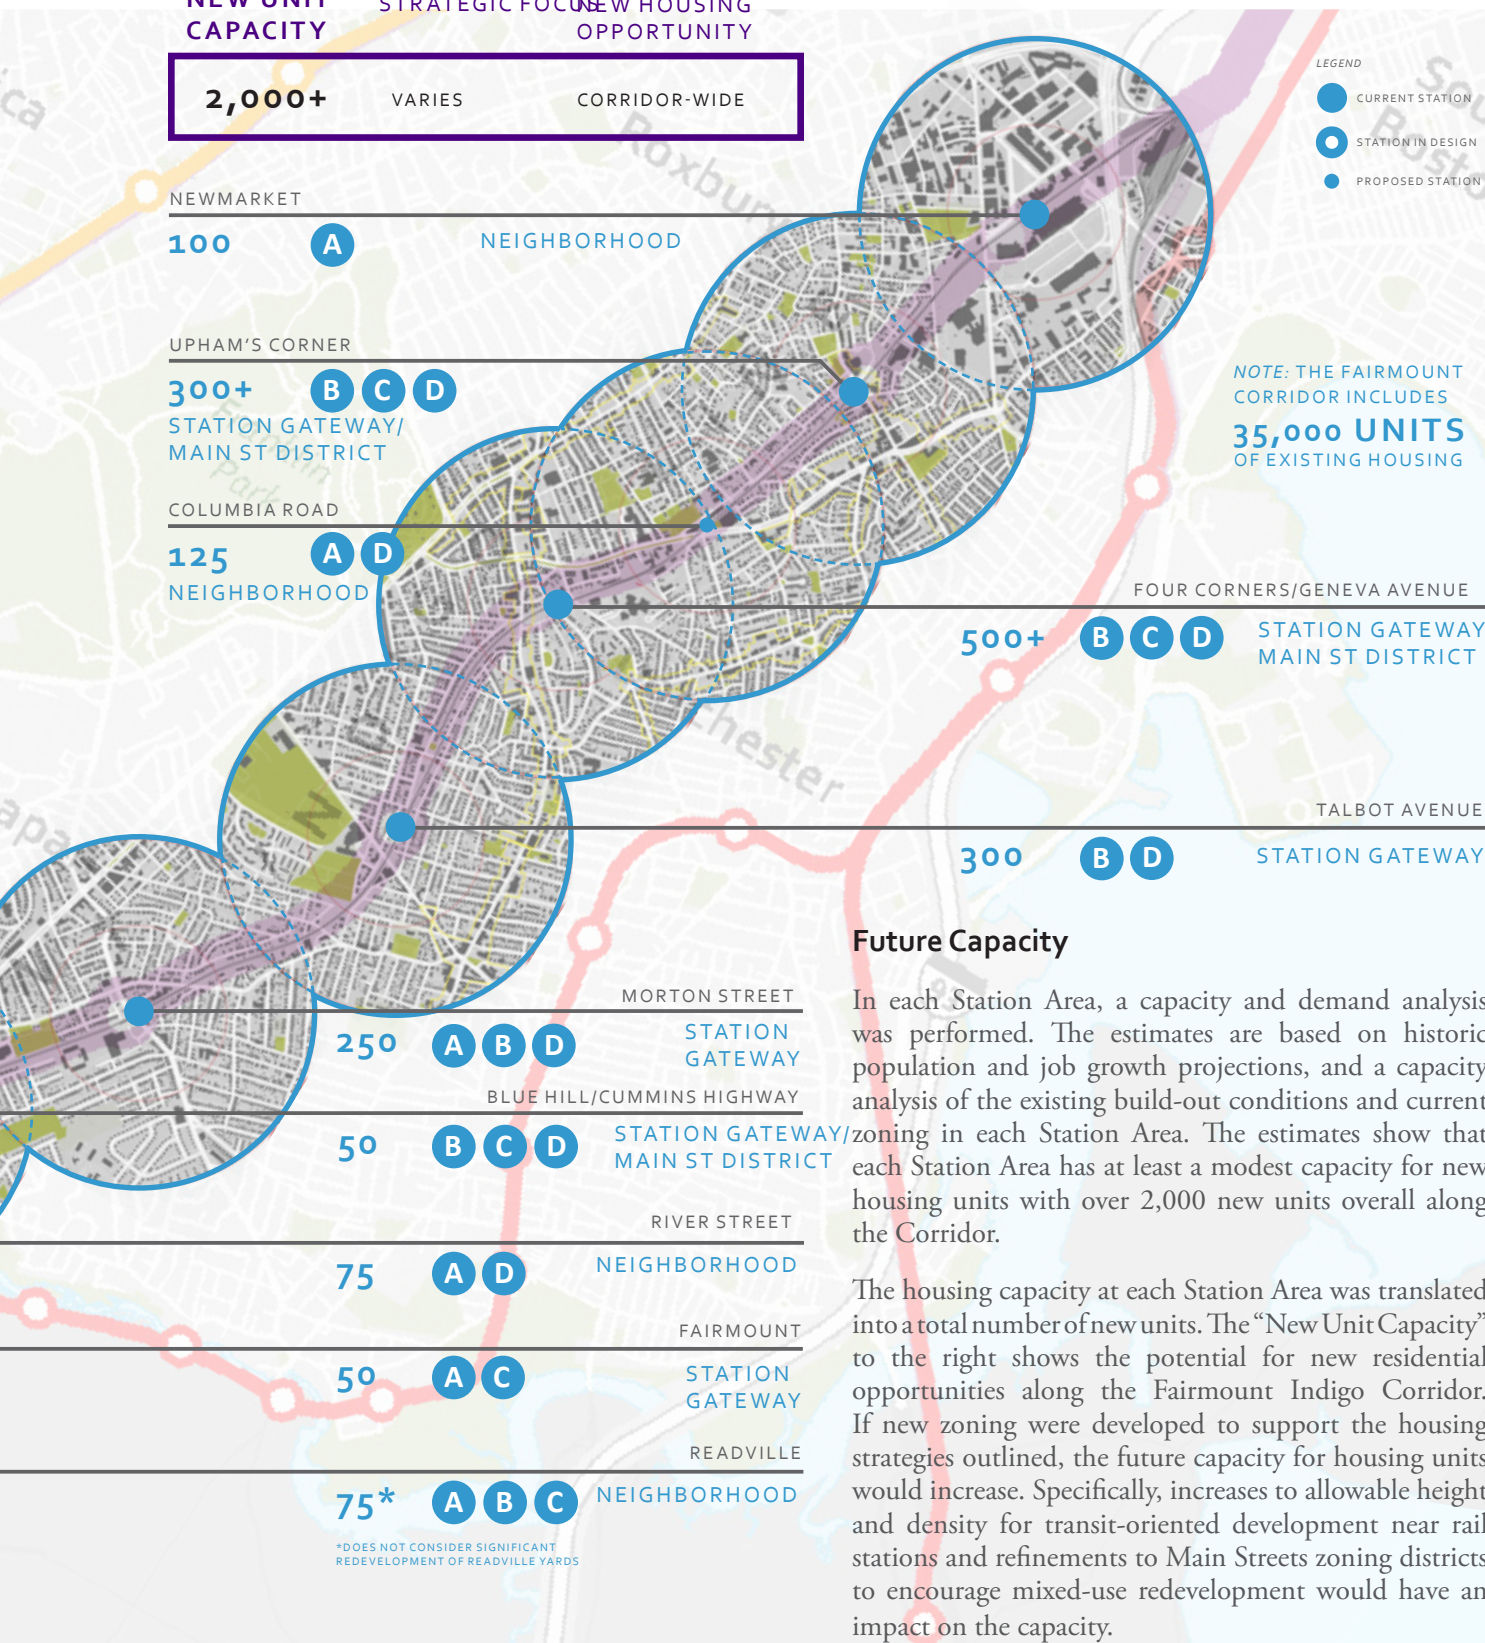 NEW UNIT
CAPACITY
STRATEGIC FOCUS
NEW HOUSING
OPPORTUNITY
2,000+ VARIES CORRIDOR-WIDE
LEGEND
CURRENT STATION
STATION IN DESIGN
PROPOSED STATION
Roxbury
NEWMARKET
100 A NEIGHBORHOOD
UPHAM'S CORNER
300+ B C D
STATION GATEWAY/
MAIN ST DISTRICT
Franklin
Park
COLUMBIA ROAD
125 A D
NEIGHBORHOOD
NOTE: THE FAIRMOUNT
CORRIDOR INCLUDES
35,000 UNITS
OF EXISTING HOUSING
FOUR CORNERS/GENEVA AVENUE
500+ B C D STATION GATEWAY
MAIN ST DISTRICT
chester
TALBOT AVENUE
300 B D STATION GATEWAY
MORTON STREET
250 A B D STATION
GATEWAY
BLUE HILL/CUMMINS HIGHWAY
50 B C D STATION GATEWAY/
MAIN ST DISTRICT
RIVER STREET
75 A D NEIGHBORHOOD
FAIRMOUNT
50 A C STATION
GATEWAY
READVILLE
75* A B C NEIGHBORHOOD
*DOES NOT CONSIDER SIGNIFICANT
REDEVELOPMENT OF READVILLE YARDS
Future Capacity
In each Station Area, a capacity and demand analysis
was performed. The estimates are based on historic
population and job growth projections, and a capacity
analysis of the existing build-out conditions and current
zoning in each Station Area. The estimates show that
each Station Area has at least a modest capacity for new
housing units with over 2,000 new units overall along
the Corridor.
The housing capacity at each Station Area was translated
into a total number of new units. The “New Unit Capacity”
to the right shows the potential for new residential
opportunities along the Fairmount Indigo Corridor.
If new zoning were developed to support the housing
strategies outlined, the future capacity for housing units
would increase. Specifically, increases to allowable height
and density for transit-oriented development near rail
stations and refinements to Main Streets zoning districts
to encourage mixed-use redevelopment would have an
impact on the capacity.